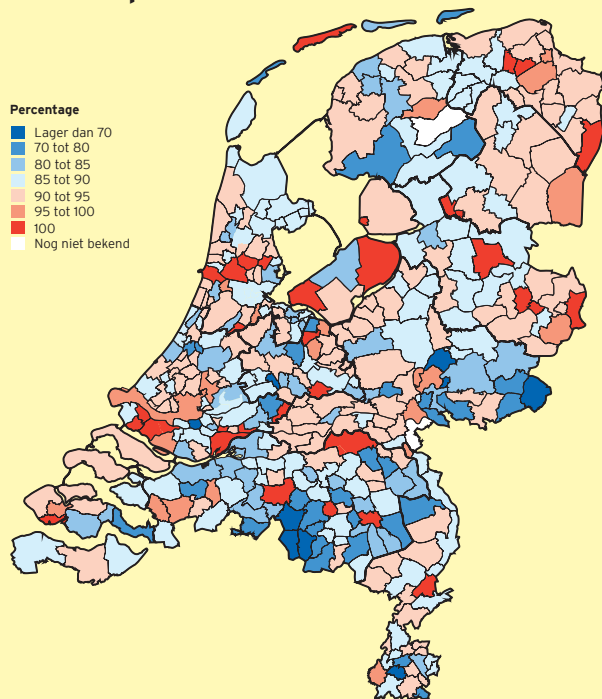 Percentage
Lager dan 70
70 tot 80
80 tot 85
85 tot 90
90 tot 95
95 tot 100
100
Nog niet bekend